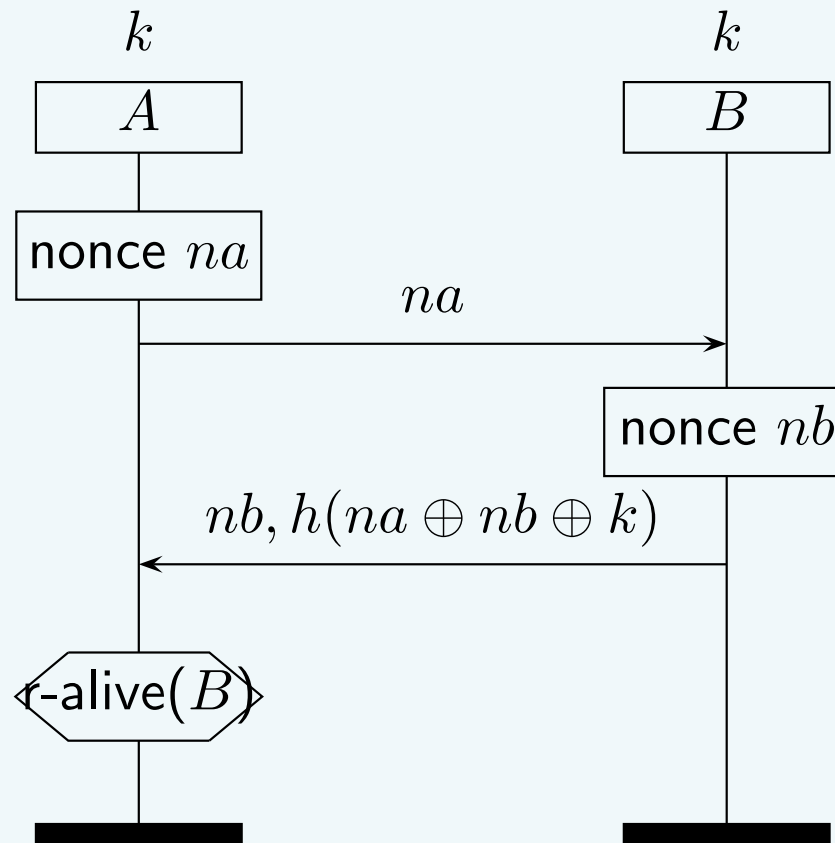 k k
A B
nonce na
na
nonce nb
nb, h(na ⊕ nb ⊕ k)
r-alive(B)